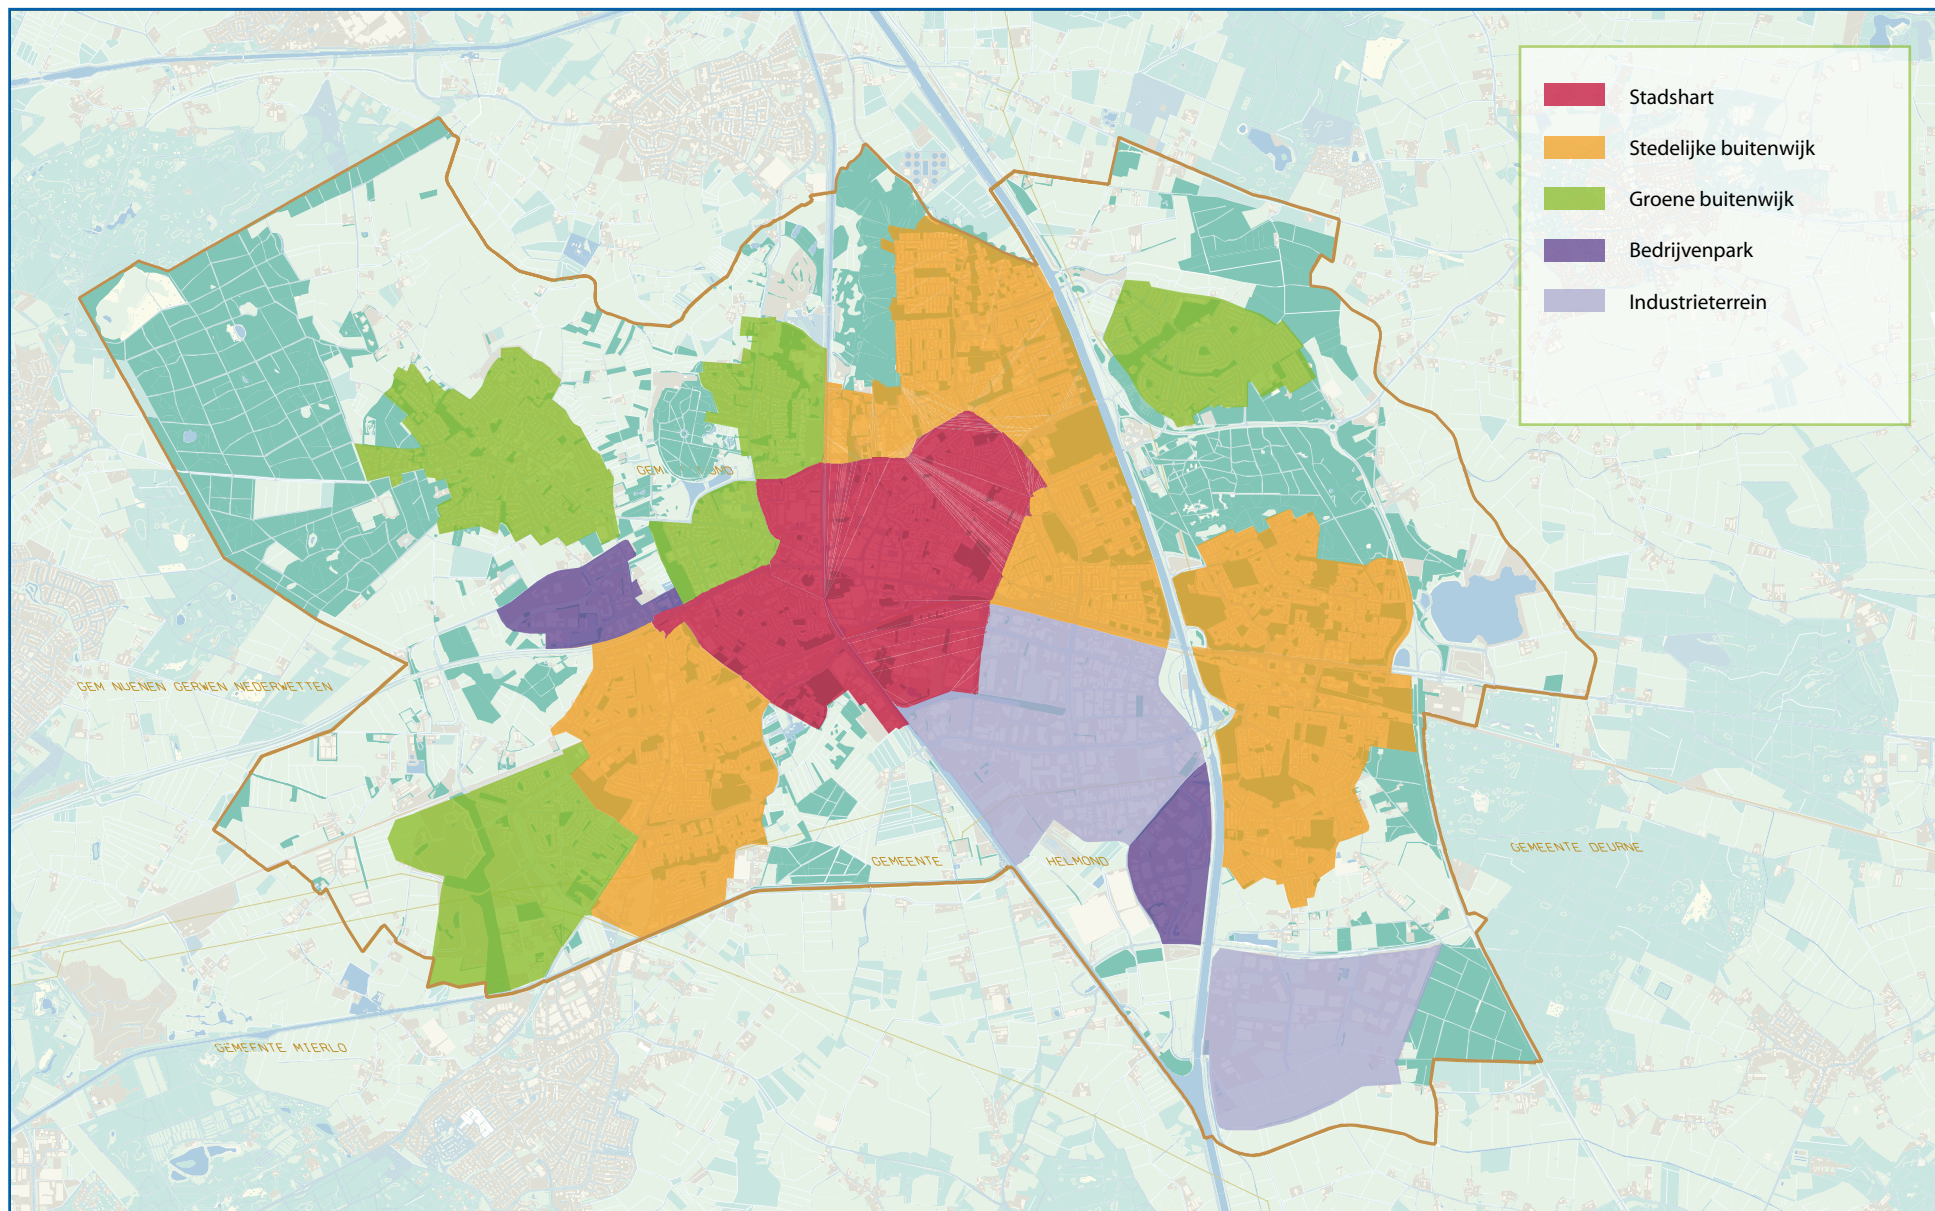 Stadshart
Stedelijke buitenwijk
Groene buitenwijk
Bedrijvenpark
Industrieterrein
GEM NUENEN GERWEN NEDERWETTEN
GEMEENTE HELMOND
GEMEENTE DEURNE
GEMEENTE MIERLO